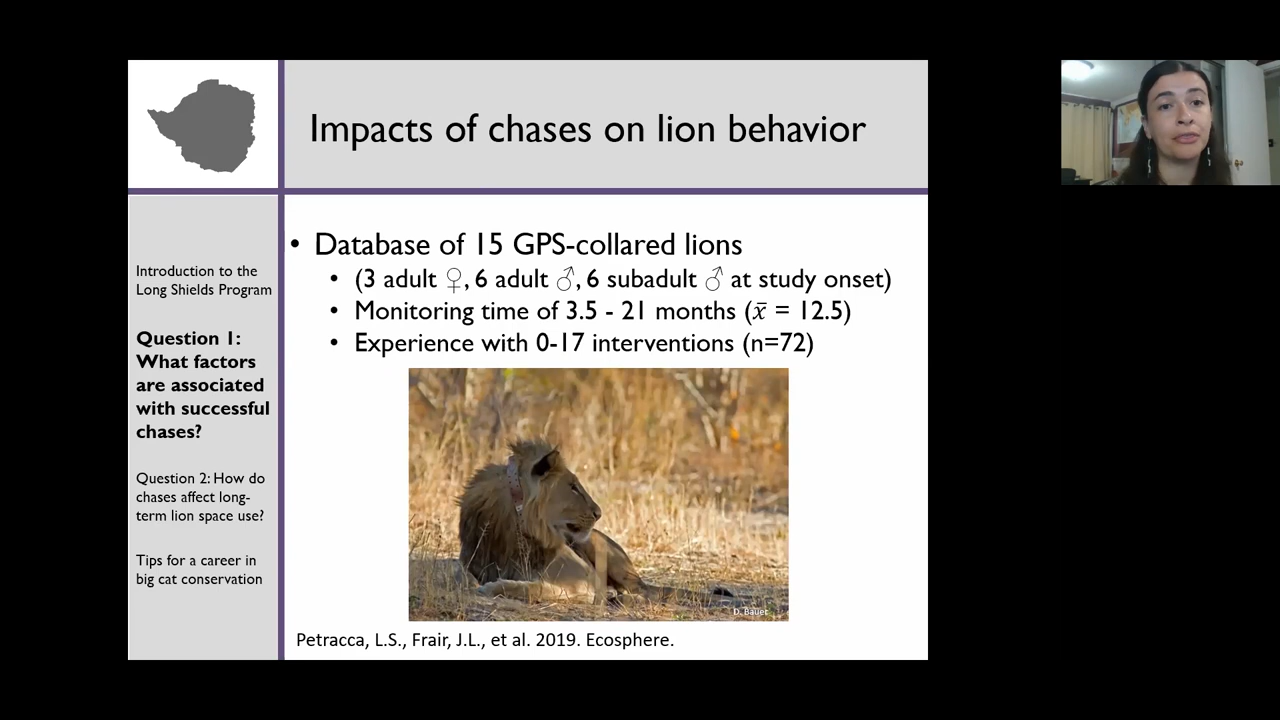 Impacts of chases on lion behavior
Introduction to the
Long Shields Program
Question 1:
What factors
are associated
with successful
chases?
Question 2: How do
chases affect long-
term lion space use?
Tips for a career in
big cat conservation
• Database of 15 GPS-collared lions
• (3 adult ♀, 6 adult ♂, 6 subadult ♂ at study onset)
• Monitoring time of 3.5 - 21 months (x̄ = 12.5)
• Experience with 0-17 interventions (n=72)
D. Bauer
Petracca, L.S., Frair, J.L., et al. 2019. Ecosphere.